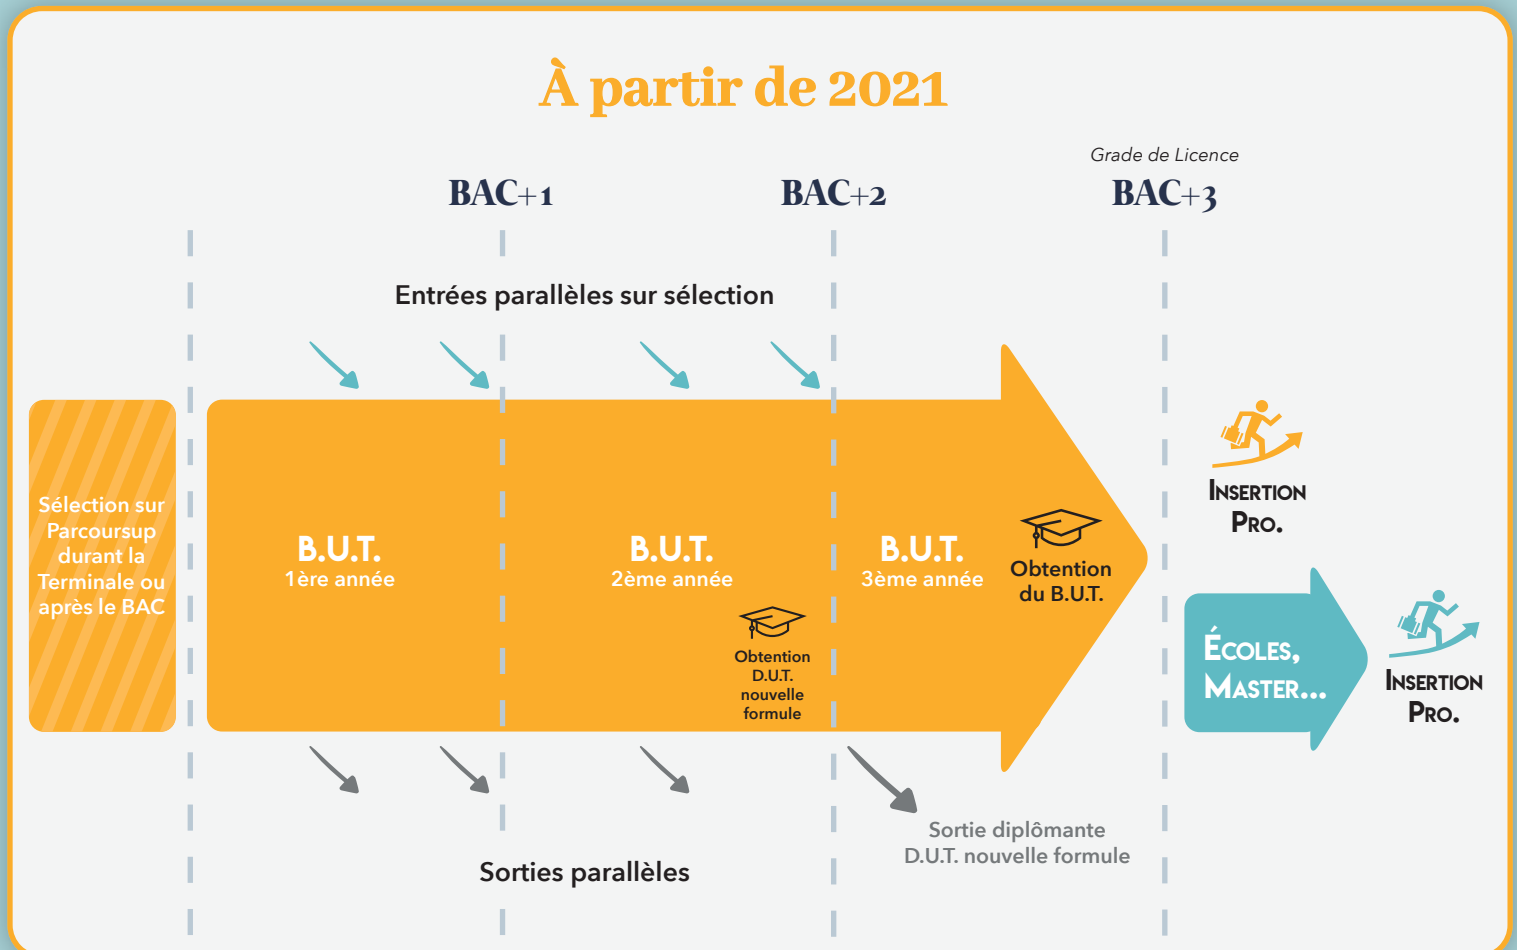 À partir de 2021
Grade de Licence
BAC+1
BAC+2
BAC+3
Entrées parallèles sur sélection
Sélection sur
Parcoursup
durant la
Terminale ou
après le BAC
B.U.T.
1ère année
B.U.T.
2ème année
Obtention
D.U.T.
nouvelle
formule
B.U.T.
3ème année
Obtention
du B.U.T.
Insertion
Pro.
Écoles,
Master...
Insertion
Pro.
Sortie diplômante
D.U.T. nouvelle formule
Sorties parallèles